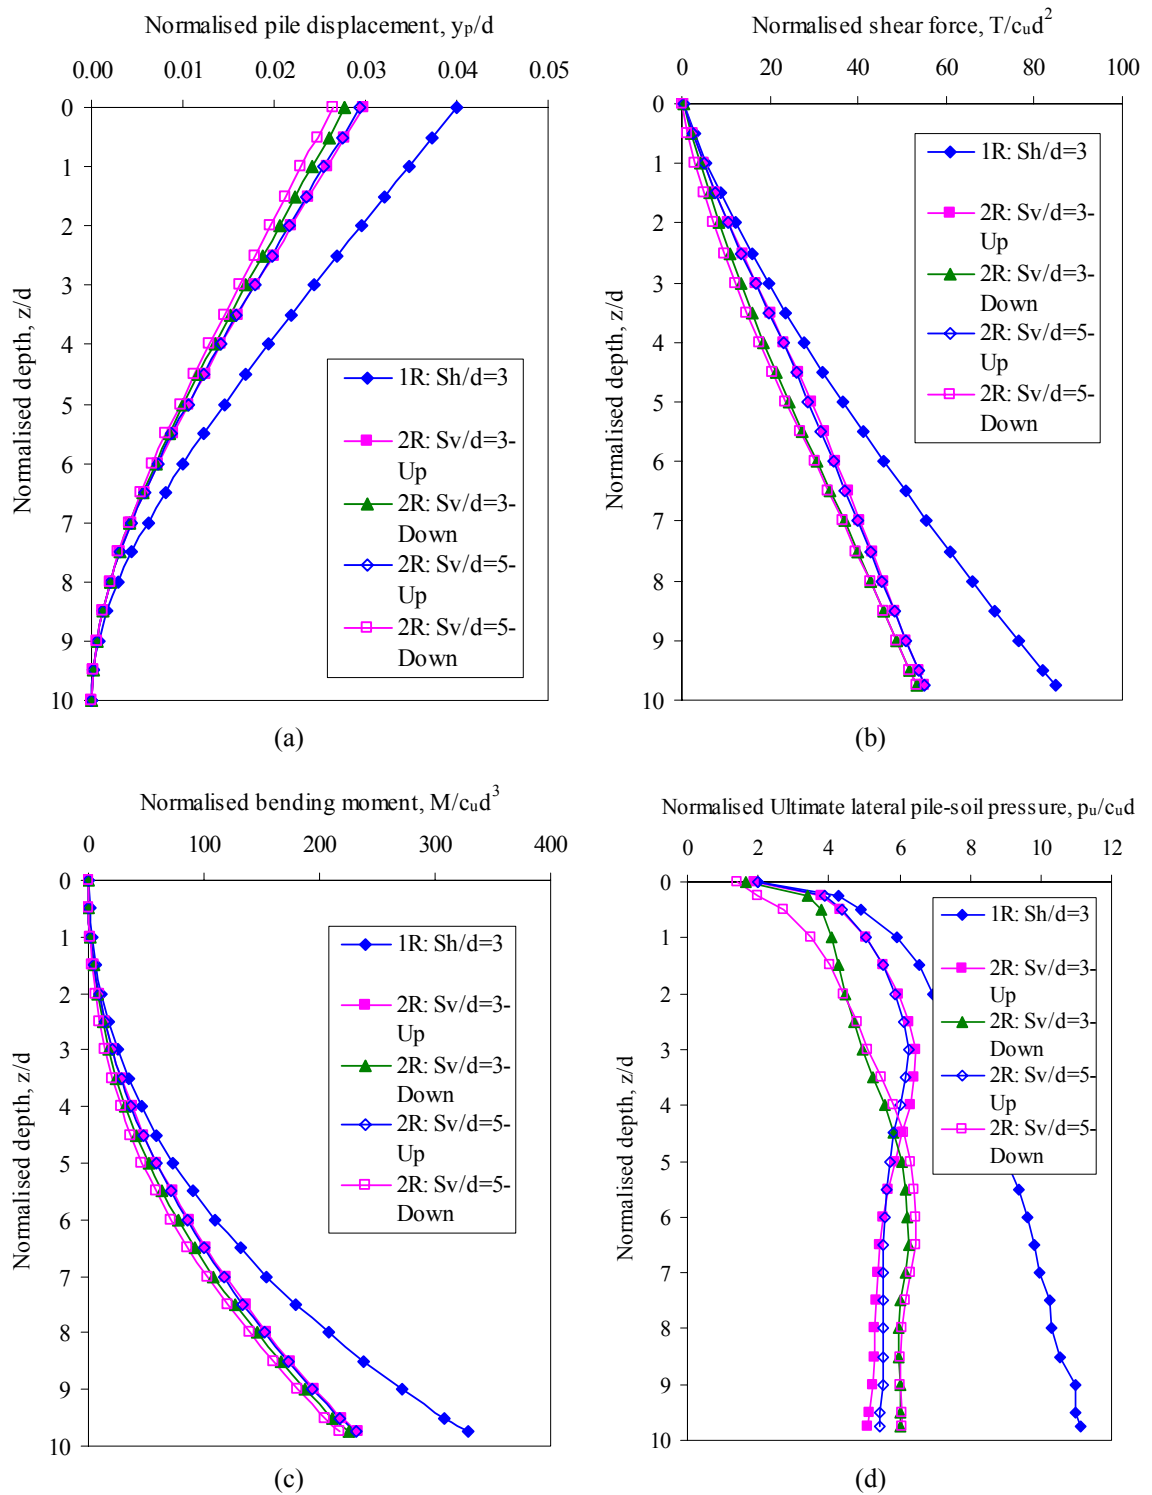 Normalised pile displacement, yp/d
0.00 0.01 0.02 0.03 0.04 0.05
0
1
2
3
4
5
6
7
8
9
10
Normalised depth, z/d
1R: Sh/d=3
2R: Sv/d=3-
Up
2R: Sv/d=3-
Down
2R: Sv/d=5-
Up
2R: Sv/d=5-
Down
(a)
Normalised shear force, T/cud2
0 20 40 60 80 100
0
1
2
3
4
5
6
7
8
9
10
Normalised depth, z/d
1R: Sh/d=3
2R: Sv/d=3-
Up
2R: Sv/d=3-
Down
2R: Sv/d=5-
Up
2R: Sv/d=5-
Down
(b)
Normalised bending moment, M/cud3
0 100 200 300 400
0
1
2
3
4
5
6
7
8
9
10
Normalised depth, z/d
1R: Sh/d=3
2R: Sv/d=3-
Up
2R: Sv/d=3-
Down
2R: Sv/d=5-
Up
2R: Sv/d=5-
Down
(c)
Normalised Ultimate lateral pile-soil pressure, pu/cud
0 2 4 6 8 10 12
0
1
2
3
4
5
6
7
8
9
10
Normalised depth, z/d
1R: Sh/d=3
2R: Sv/d=3-
Up
2R: Sv/d=3-
Down
2R: Sv/d=5-
Up
2R: Sv/d=5-
Down
(d)